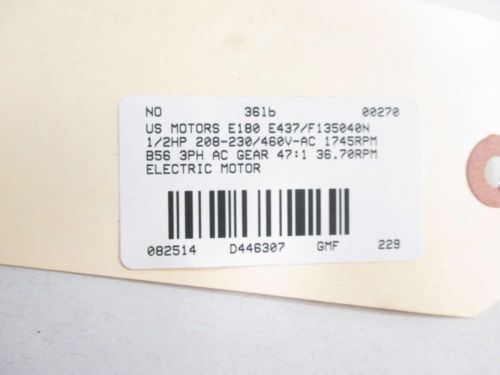 NO 361b 00270
US MOTORS E180 E437/F135040N
1/2HP 208-230/460V-AC 1745RPM
B56 3PH AC GEAR 47:1 36.70RPM
ELECTRIC MOTOR
082514 D446307 GMF 229